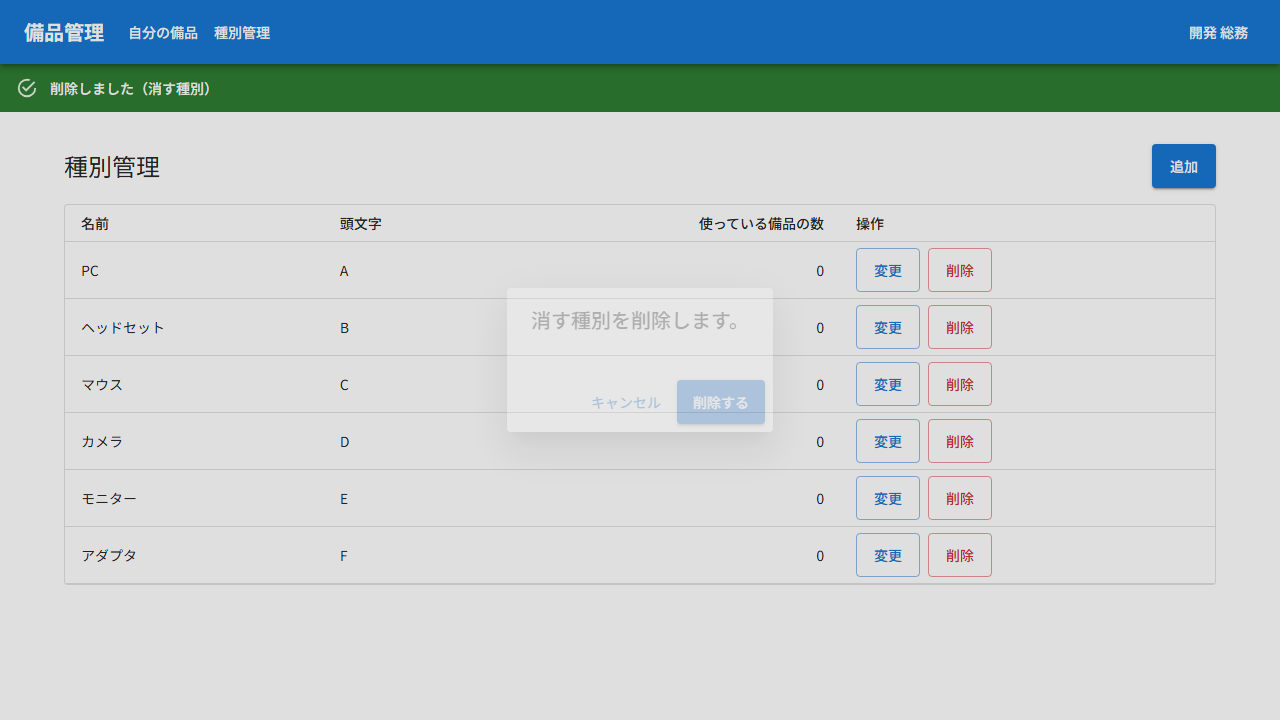 備品管理 自分の備品 種別管理 開発 総務
削除しました（消す種別）
種別管理 追加
名前 頭文字 使っている備品の数 操作
PC A 0 変更 削除
ヘッドセット B 0 変更 削除
マウス C 0 変更 削除
カメラ D 0 変更 削除
モニター E 0 変更 削除
アダプタ F 0 変更 削除
消す種別を削除します。
キャンセル 削除する